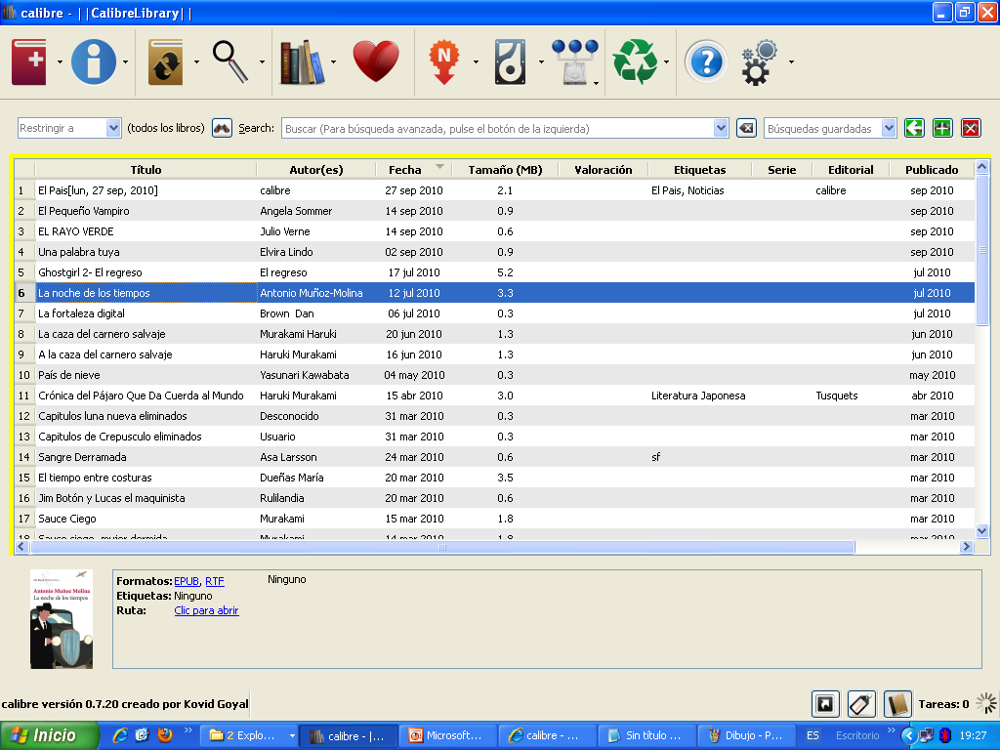 calibre - ||CalibreLibrary||
N
?
Restringir a (todos los libros) Search: Buscar (Para búsqueda avanzada, pulse el botón de la izquierda) Búsquedas guardadas
Título Autor(es) Fecha Tamaño (MB) Valoración Etiquetas Serie Editorial Publicado
1 El Pais[lun, 27 sep, 2010] calibre 27 sep 2010 2.1 El Pais, Noticias calibre sep 2010
2 El Pequeño Vampiro Angela Sommer 14 sep 2010 0.9 sep 2010
3 EL RAYO VERDE Julio Verne 14 sep 2010 0.6 sep 2010
4 Una palabra tuya Elvira Lindo 02 sep 2010 0.9 sep 2010
5 Ghostgirl 2- El regreso El regreso 17 jul 2010 5.2 jul 2010
6 La noche de los tiempos Antonio Muñoz-Molina 12 jul 2010 3.3 jul 2010
7 La fortaleza digital Brown Dan 06 jul 2010 0.3 jul 2010
8 La caza del carnero salvaje Murakami Haruki 20 jun 2010 1.3 jun 2010
9 A la caza del carnero salvaje Haruki Murakami 16 jun 2010 1.3 jun 2010
10 País de nieve Yasunari Kawabata 04 may 2010 0.3 may 2010
11 Crónica del Pájaro Que Da Cuerda al Mundo Haruki Murakami 15 abr 2010 3.0 Literatura Japonesa Tusquets abr 2010
12 Capitulos luna nueva eliminados Desconocido 31 mar 2010 0.3 mar 2010
13 Capitulos de Crepusculo eliminados Usuario 31 mar 2010 0.3 mar 2010
14 Sangre Derramada Asa Larsson 24 mar 2010 0.6 sf mar 2010
15 El tiempo entre costuras Dueñas María 20 mar 2010 3.5 mar 2010
16 Jim Botón y Lucas el maquinista Rulilandia 20 mar 2010 0.6 mar 2010
17 Sauce Ciego Murakami 15 mar 2010 1.8 mar 2010
18 Sauce ciego, mujer dormida Murakami 14 mar 2010 1.8 mar 2010
Antonio Muñoz Molina
La noche de los tiempos
Formatos: EPUB, RTF Ninguno
Etiquetas: Ninguno
Ruta: Clic para abrir
calibre versión 0.7.20 creado por Kovid Goyal Tareas: 0
Inicio 2 Explo... calibre - |... Microsoft... calibre - ... Sin título ... Dibujo - P... ES Escritorio 19:27